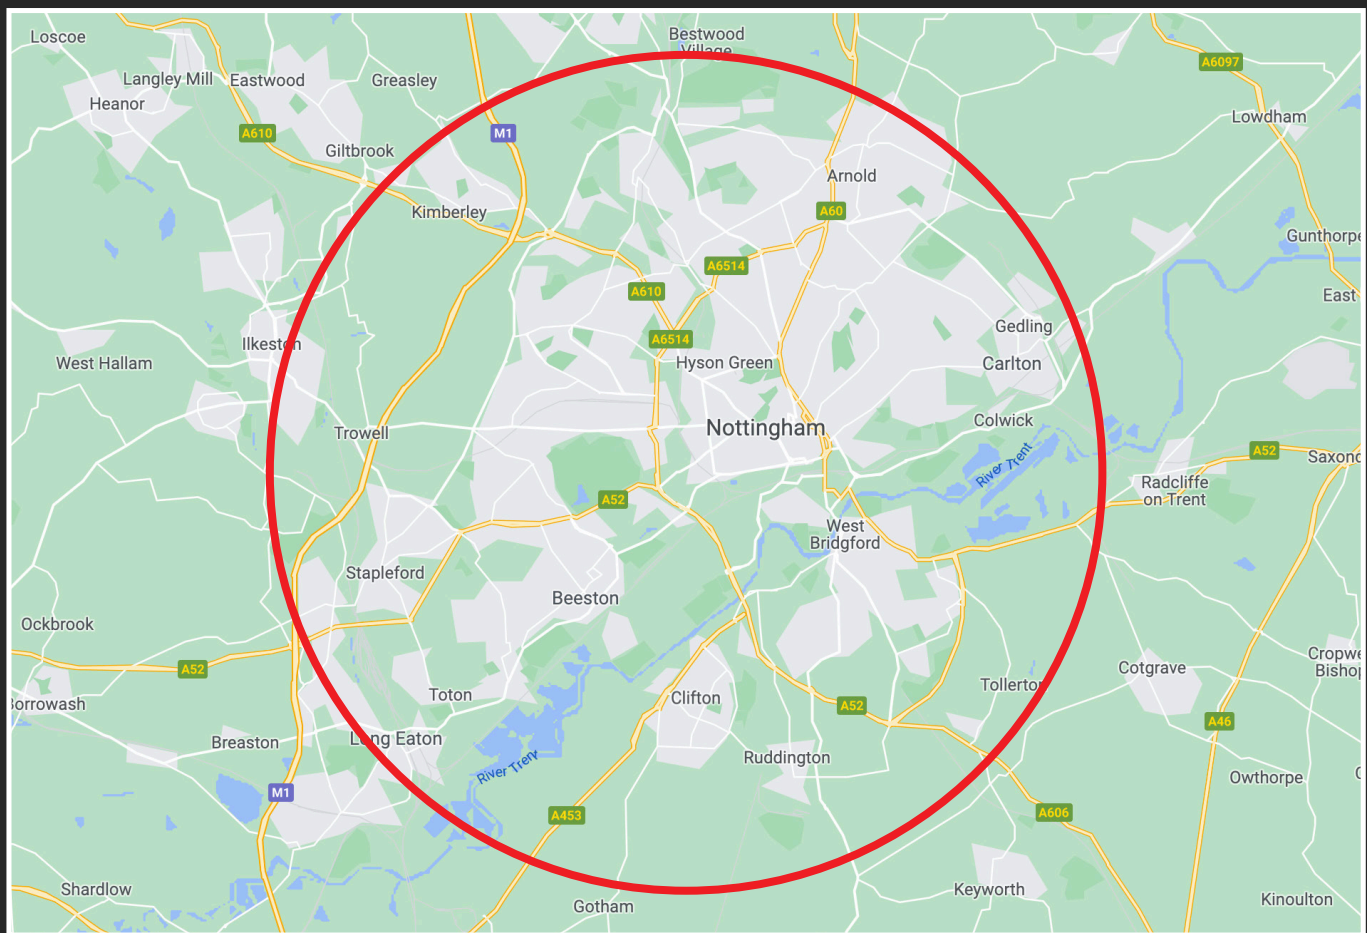 Loscoe
Bestwood
Village
A6097
Langley Mill
Eastwood
Greasley
Heanor
Lowdham
A610
M1
Giltbrook
Arnold
Kimberley
A60
Gunthorpe
A6514
A610
East
Gedling
A6514
Ilkeston
West Hallam
Hyson Green
Carlton
Nottingham
Colwick
Trowell
A52
Saxond
River Trent
Radcliffe
on Trent
A52
West
Bridgford
Stapleford
Beeston
Ockbrook
Cropwe
Bishop
A52
Cotgrave
Tollerton
Toton
Clifton
Borrowash
A52
A46
Breaston
Long Eaton
Ruddington
River Trent
Owthorpe
M1
A453
A606
Shardlow
Keyworth
Gotham
Kinoulton